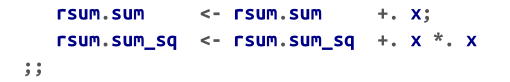 rsum.sum     <- rsum.sum     +. x;
rsum.sum_sq  <- rsum.sum_sq  +. x *. x
;;